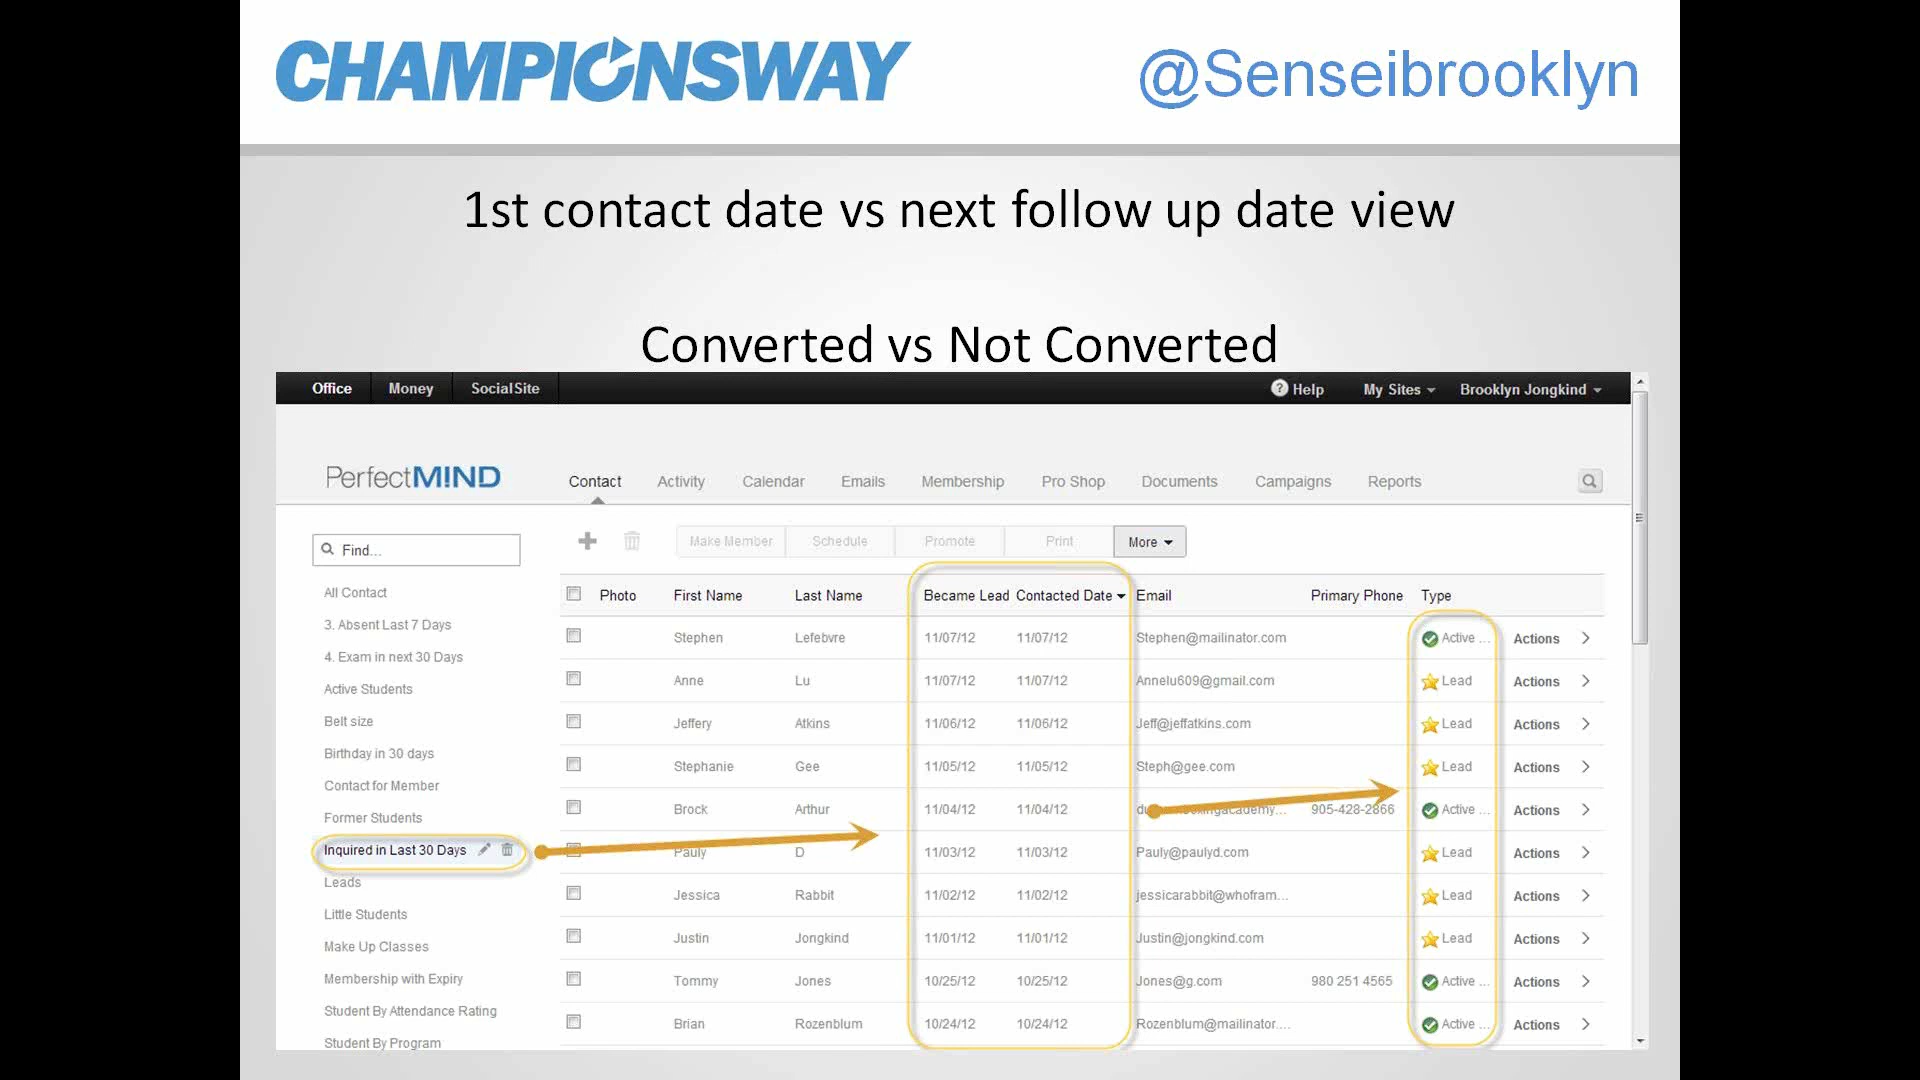 CHAMPIONSWAY
@Senseibrooklyn
1st contact date vs next follow up date view
Converted vs Not Converted
Office Money SocialSite ? Help My Sites Brooklyn Jongkind
PerfectMIND Contact Activity Calendar Emails Membership Pro Shop Documents Campaigns Reports
Find... Make Member Schedule Promote Print More
Photo First Name Last Name Became Lead Contacted Date Email Primary Phone Type
Stephen Lefebvre 11/07/12 11/07/12 Stephen@mailinator.com Active ... Actions
Anne Lu 11/07/12 11/07/12 Annelu609@gmail.com Lead Actions
Jeffery Atkins 11/06/12 11/06/12 Jeff@jeffatkins.com Lead Actions
Stephanie Gee 11/05/12 11/05/12 Steph@gee.com Lead Actions
Brock Arthur 11/04/12 11/04/12 905-428-2866 Active ... Actions
Pauly D 11/03/12 11/03/12 Pauly@paulyd.com Lead Actions
Jessica Rabbit 11/02/12 11/02/12 jessicarabbit@whofram... Lead Actions
Justin Jongkind 11/01/12 11/01/12 Justin@jongkind.com Lead Actions
Tommy Jones 10/25/12 10/25/12 Jones@g.com 980 251 4565 Active ... Actions
Brian Rozenblum 10/24/12 10/24/12 Rozenblum@mailinator.... Active ... Actions
All Contact
3. Absent Last 7 Days
4. Exam in next 30 Days
Active Students
Belt size
Birthday in 30 days
Contact for Member
Former Students
Inquired in Last 30 Days
Leads
Little Students
Make Up Classes
Membership with Expiry
Student By Attendance Rating
Student By Program